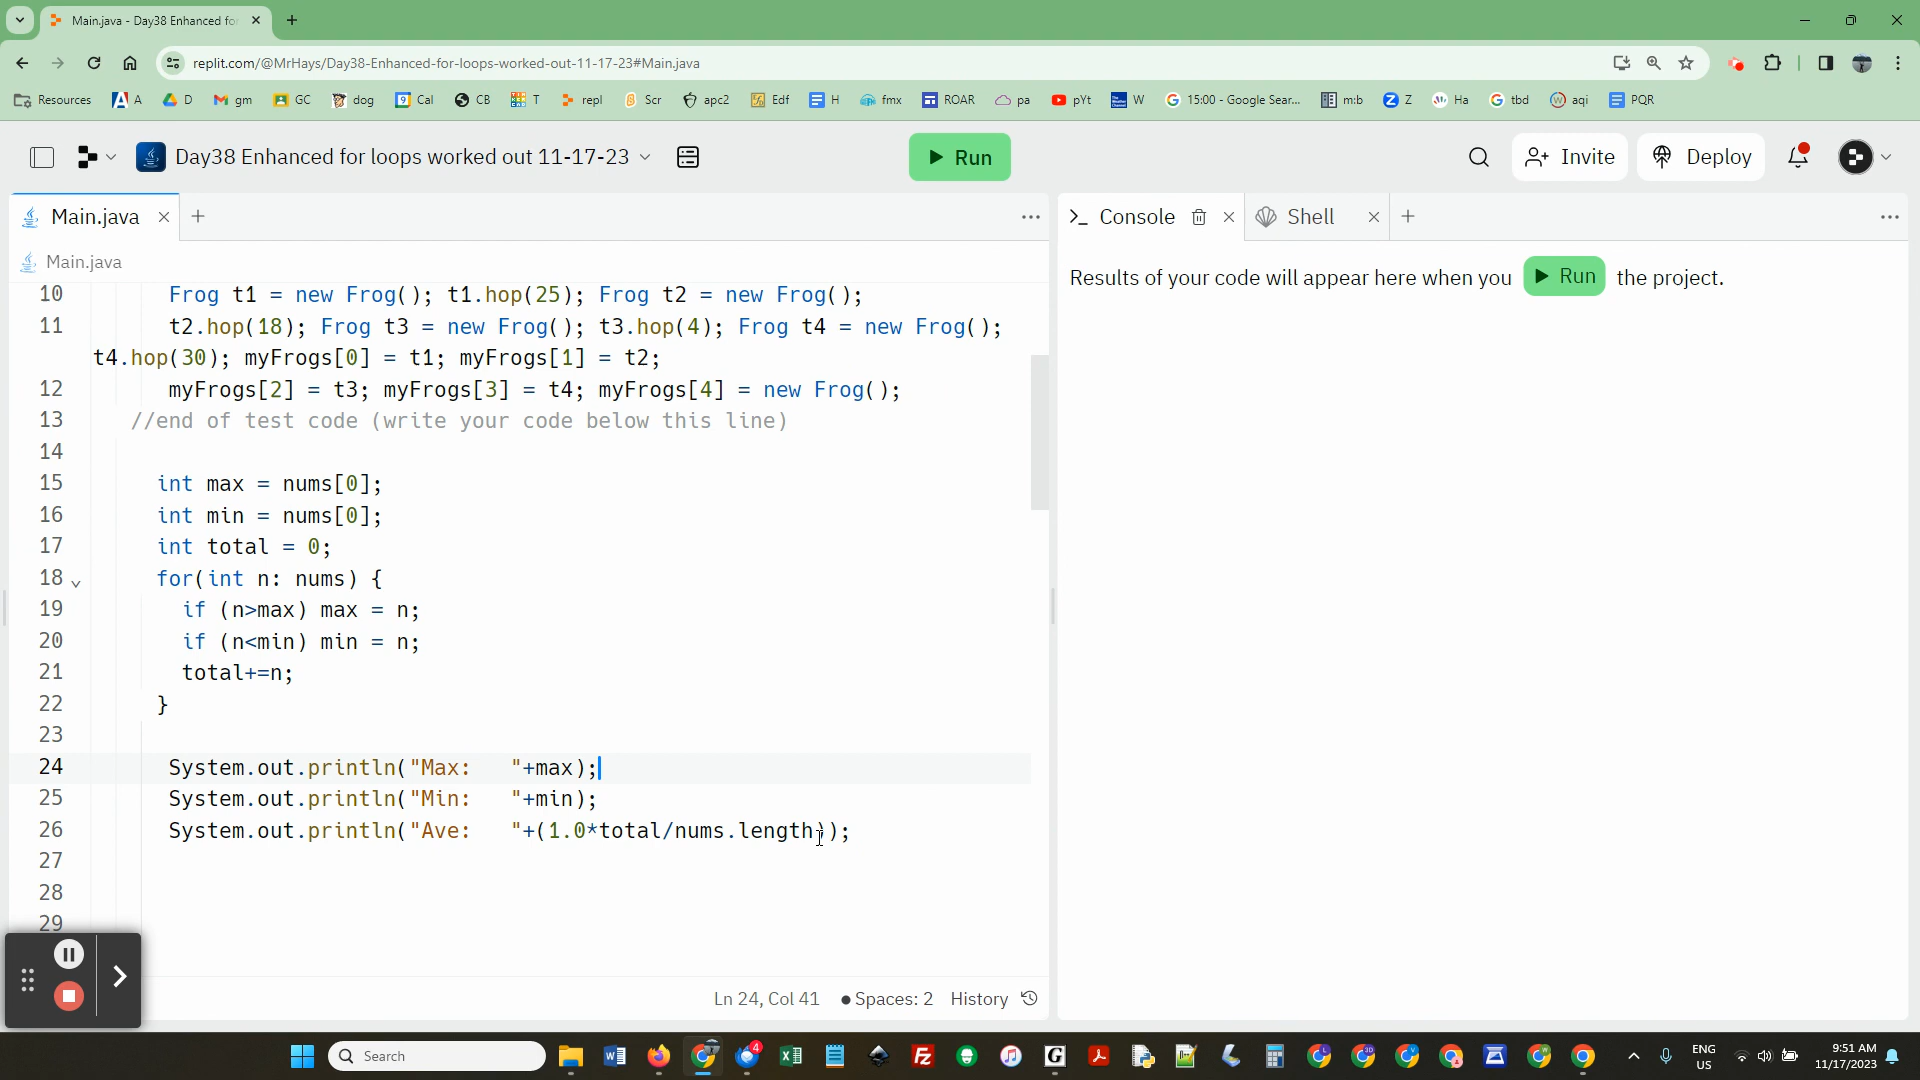 Main.java - Day38 Enhanced fo
replit.com/@MrHays/Day38-Enhanced-for-loops-worked-out-11-17-23#Main.java
Resources A D gm GC dog Cal CB T repl Scr apc2 Edf H fmx ROAR pa pYt W 15:00 - Google Sear... m:b Z Ha tbd aqi PQR
Day38 Enhanced for loops worked out 11-17-23 Run Invite Deploy
Main.java
Console Shell
Main.java
Results of your code will appear here when you Run the project.
10 Frog t1 = new Frog(); t1.hop(25); Frog t2 = new Frog();
11 t2.hop(18); Frog t3 = new Frog(); t3.hop(4); Frog t4 = new Frog();
t4.hop(30); myFrogs[0] = t1; myFrogs[1] = t2;
12 myFrogs[2] = t3; myFrogs[3] = t4; myFrogs[4] = new Frog();
13 //end of test code (write your code below this line)
14
15 int max = nums[0];
16 int min = nums[0];
17 int total = 0;
18 for(int n: nums) {
19 if (n>max) max = n;
20 if (n<min) min = n;
21 total+=n;
22 }
23
24 System.out.println("Max:   "+max);
25 System.out.println("Min:   "+min);
26 System.out.println("Ave:   "+(1.0*total/nums.length));
27
28
29
Ln 24, Col 41 Spaces: 2 History
Search
4
ENG
US
9:51 AM
11/17/2023